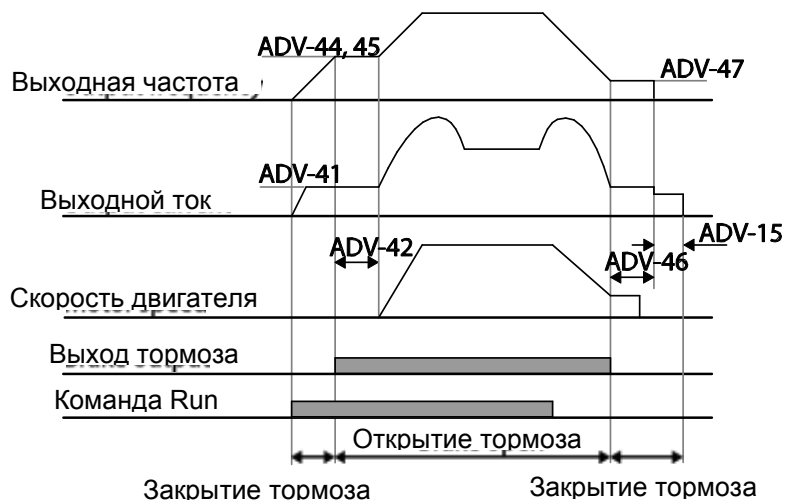 ADV-44, 45
ADV-47
Выходная частота
ADV-41
Выходной ток
ADV-15
ADV-42
ADV-46
Скорость двигателя
Выход тормоза
Команда Run
Открытие тормоза
Закрытие тормоза
Закрытие тормоза